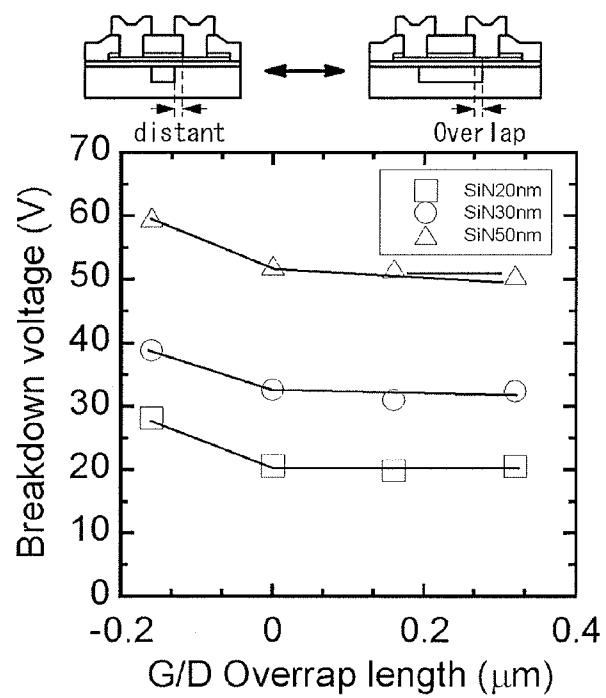 distant
Overlap
70
60
50
40
30
20
10
0
Breakdown voltage (V)
SiN20nm
SiN30nm
SiN50nm
-0.2
0
0.2
0.4
G/D Overrap length (μm)